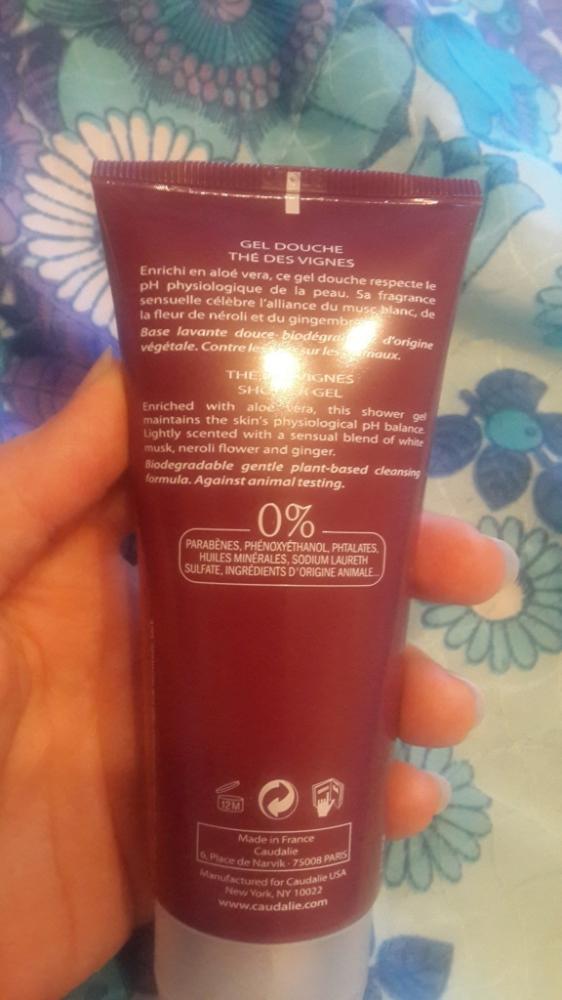 GEL DOUCHE
THÉ DES VIGNES
Enrichi en aloé vera, ce gel douche respecte le
pH physiologique de la peau. Sa fragrance
sensuelle célèbre l'alliance du musc blanc, de
la fleur de néroli et du gingembre
Base lavante douce biodégra d'origine
végétale. Contre le sur les maux.
THE VIGNES
SH R GEL
Enriched with aloe vera, this shower gel
maintains the skin's physiological pH balance.
Lightly scented with a sensual blend of white
musk, neroli flower and ginger.
Biodegradable gentle plant-based cleansing
formula. Against animal testing.
0%
PARABÈNES, PHÉNOXYÉTHANOL, PHTALATES,
HUILES MINÉRALES, SODIUM LAURETH
SULFATE, INGRÉDIENTS D'ORIGINE ANIMALE...
12M
Made in France
Caudalie
6, Place de Narvik - 75008 PARIS
Manufactured for Caudalie USA
New York, NY 10022
www.caudalie.com